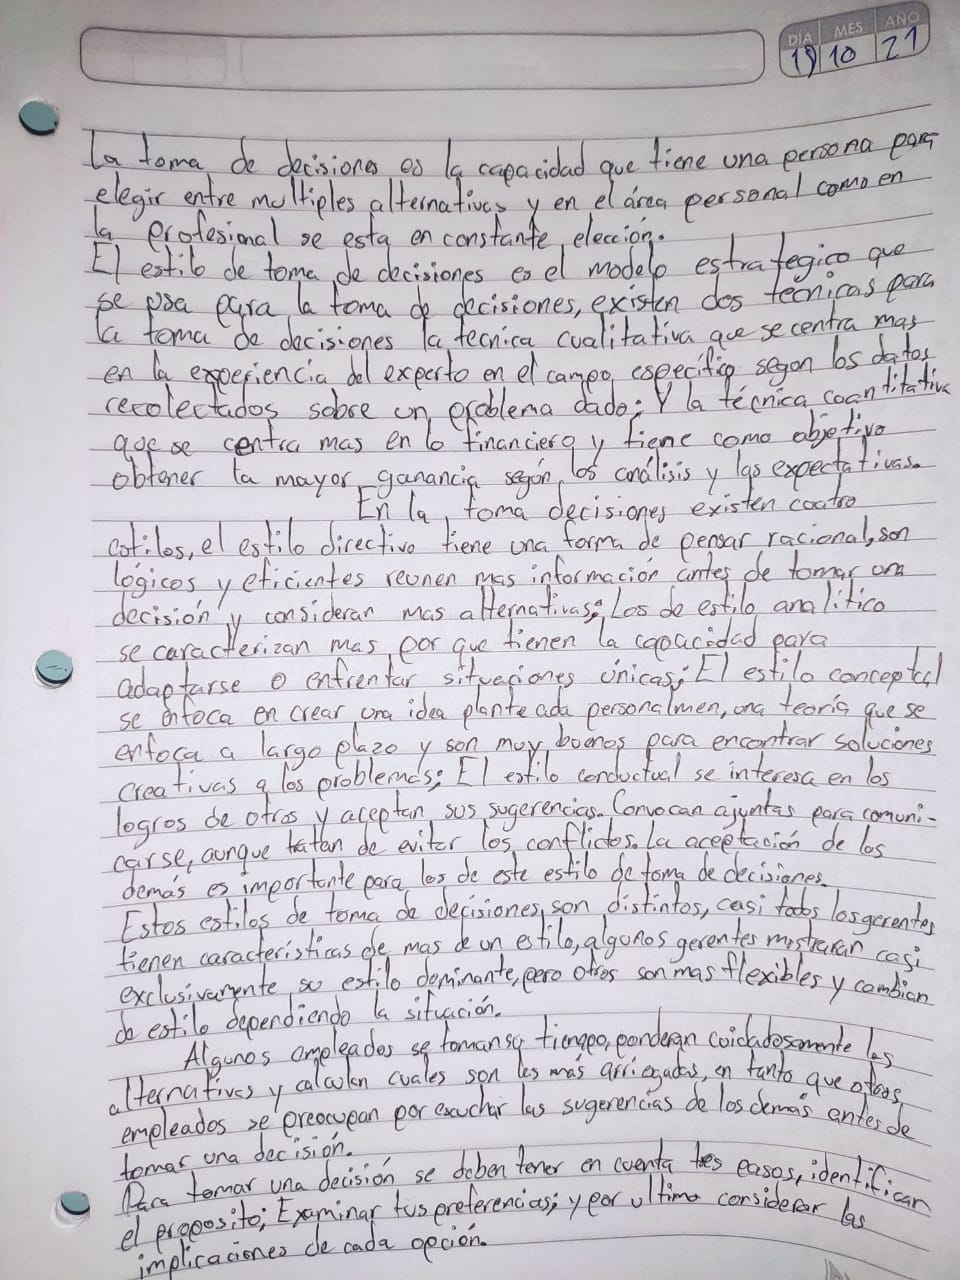 DÍA MES AÑO
19 10 21
La toma de decisiones es la capacidad que tiene una persona para
elegir entre multiples alternativas y en el área personal como en
la profesional se esta en constante elección.
El estilo de toma de decisiones es el modelo estrategico que
se usa para la toma de decisiones, existen dos tecnicas para
la toma de decisiones la tecnica cualitativa que se centra mas
en la experiencia del experto en el campo especifico segun los datos
recolectados sobre un problema dado; Y la técnica cuantitativa
que se centra mas en lo financiero y tiene como objetivo
obtener la mayor ganancia según los análisis y las expectativas.
En la toma decisiones existen cuatro
estilos, el estilo directivo tiene una forma de pensar racional, son
lógicos y eficientes reunen mas información antes de tomar una
decisión y consideran mas alternativas; Los de estilo analitico
se caracterizan mas por que tienen la capacidad para
adaptarse o enfrentar situaciones únicas; El estilo conceptual
se enfoca en crear una idea planteada personalmen, una teoría que se
enfoca a largo plazo y son muy buenos para encontrar soluciones
creativas a los problemas; El estilo conductual se interesa en los
logros de otros y aceptan sus sugerencias. Convocan ajuntas para comuni-
carse, aunque tratan de evitar los conflictos. La aceptación de los
demás es importante para los de este estilo de toma de decisiones.
Estos estilos de toma de decisiones son distintos, casi todos los gerentes
tienen características de mas de un estilo, algunos gerentes mostraran casi
exclusivamente su estilo dominante, pero otros son mas flexibles y cambian
de estilo dependiendo la situación.
Algunos empleados se toman su tiempo, ponderan cuidadosamente las
alternativas y calculan cuales son las más arriegadas, en tanto que otros
empleados se preocupan por escuchar las sugerencias de los demás antes de
tomar una decisión.
Para tomar una decisión se deben tener en cuenta tres pasos, identifican
el proposito; Examinar tus preferencias; y por ultimo considerar las
implicaciones de cada opción.